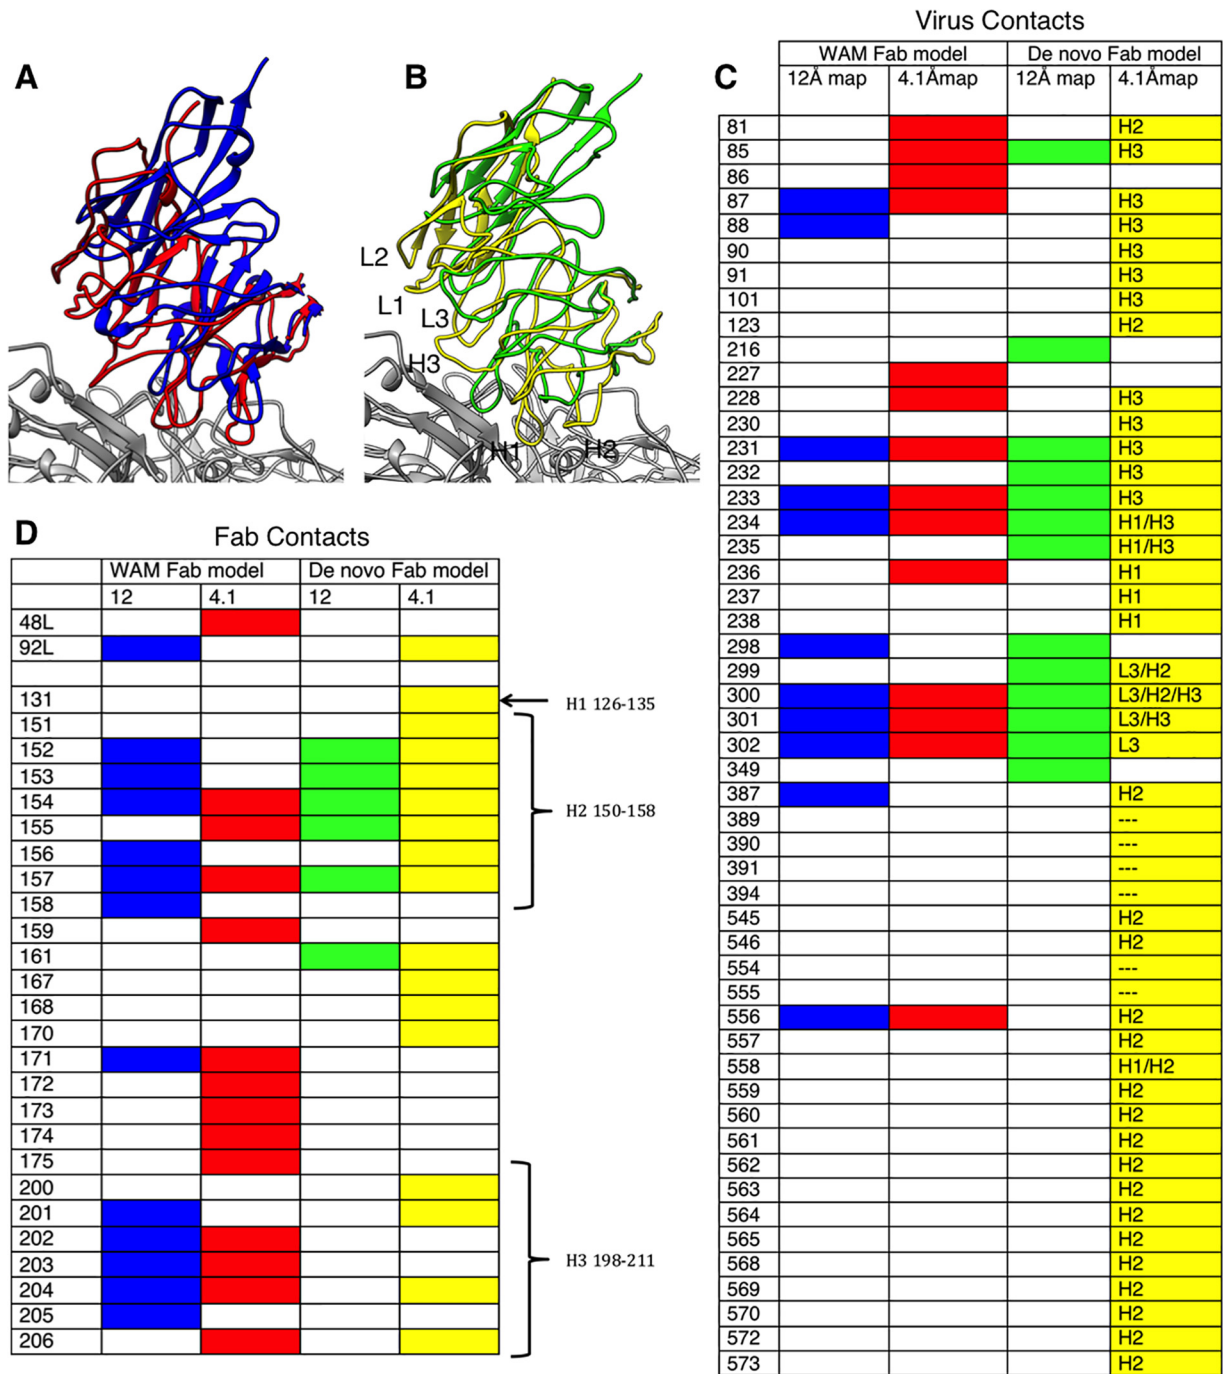 A
B
L2
L1
L3
H3
H1
H2
C
Virus Contacts
WAM Fab model De novo Fab model
12Å map 4.1Åmap 12Å map 4.1Åmap
81 H2
85 H3
86
87 H3
88 H3
90 H3
91 H3
101 H3
123 H2
216
227
228 H3
230 H3
231 H3
232 H3
233 H3
234 H1/H3
235 H1/H3
236 H1
237 H1
238 H1
298
299 L3/H2
300 L3/H2/H3
301 L3/H3
302 L3
349
387 H2
389 ---
390 ---
391 ---
394 ---
545 H2
546 H2
554 ---
555 ---
556 H2
557 H2
558 H1/H2
559 H2
560 H2
561 H2
562 H2
563 H2
564 H2
565 H2
568 H2
569 H2
570 H2
572 H2
573 H2
D
Fab Contacts
WAM Fab model De novo Fab model
12 4.1 12 4.1
48L
92L
131 H1 126-135
151
152
153
154 H2 150-158
155
156
157
158
159
161
167
168
170
171
172
173
174
175
200
201
202
203 H3 198-211
204
205
206